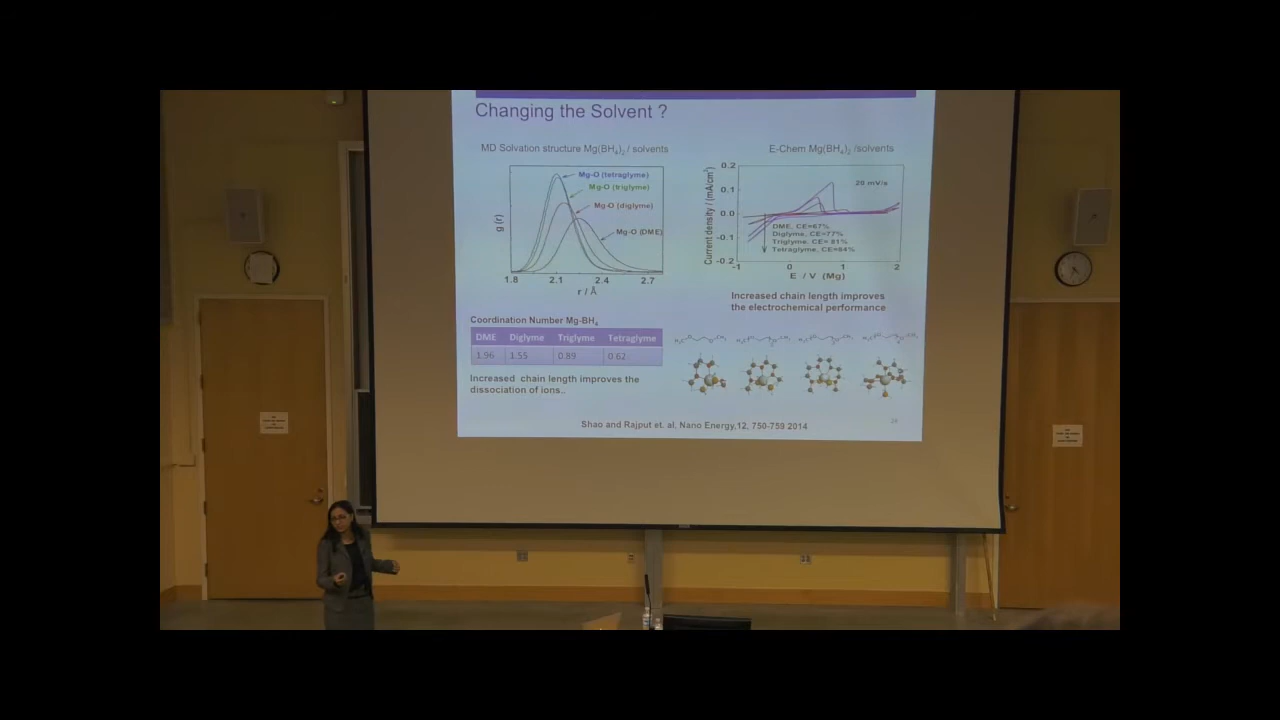 Changing the Solvent ?
MD Solvation structure Mg(BH4)2 / solvents
Mg-O (tetraglyme)
Mg-O (triglyme)
Mg-O (diglyme)
Mg-O (DME)
g (r)
1.8 2.1 2.4 2.7
r / Å
E-Chem Mg(BH4)2 /solvents
Current density / (mA/cm2)
0.2
0.1
0.0
-0.1
-0.2
20 mV/s
DME, CE=67%
Diglyme, CE=77%
Triglyme, CE= 81%
Tetraglyme, CE=84%
-1 0 1 2
E / V (Mg)
Increased chain length improves
the electrochemical performance
Coordination Number Mg-BH4
DME Diglyme Triglyme Tetraglyme
1.96 1.55 0.89 0.62
Increased chain length improves the
dissociation of ions..
Shao and Rajput et. al, Nano Energy,12, 750-759 2014